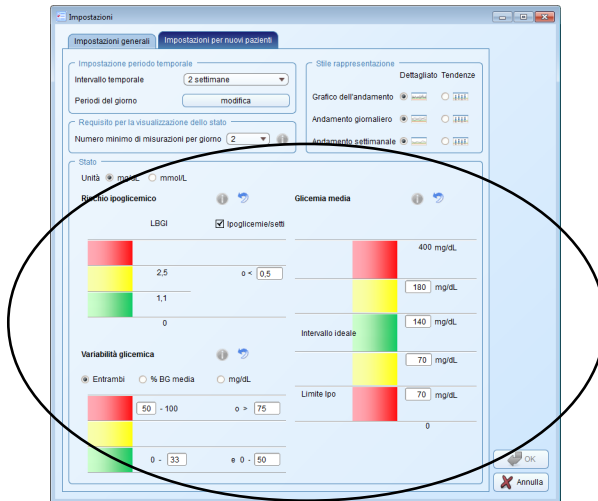 Impostazioni
Impostazioni generali
Impostazioni per nuovi pazienti
Impostazione periodo temporale
Intervallo temporale
2 settimane
Periodi del giorno
modifica
Requisito per la visualizzazione dello stato
Numero minimo di misurazioni per giorno
2
Stile rappresentazione
Dettagliato Tendenze
Grafico dell'andamento
Andamento giornaliero
Andamento settimanale
Stato
Unità mg/dL mmol/L
Rischio ipoglicemico
LBGI
Ipoglicemie/setti
2,5
o < 0,5
1,1
0
Glicemia media
400 mg/dL
180 mg/dL
140 mg/dL
Intervallo ideale
70 mg/dL
Limite Ipo
70 mg/dL
0
Variabilità glicemica
Entrambi % BG media mg/dL
50 - 100 o > 75
0 - 33 e 0 - 50
OK
Annulla